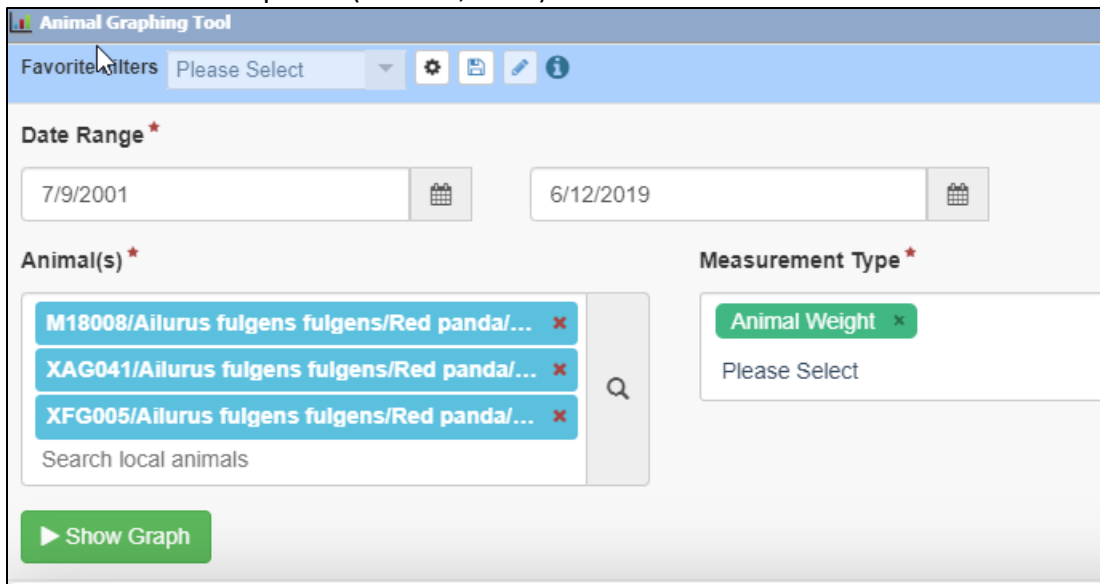 Animal Graphing Tool
Favorite Filters Please Select
Date Range *
7/9/2001 6/12/2019
Animal(s) * Measurement Type *
M18008/Ailurus fulgens fulgens/Red panda/... × Animal Weight ×
XAG041/Ailurus fulgens fulgens/Red panda/... × Please Select
XFG005/Ailurus fulgens fulgens/Red panda/... ×
Search local animals
Show Graph